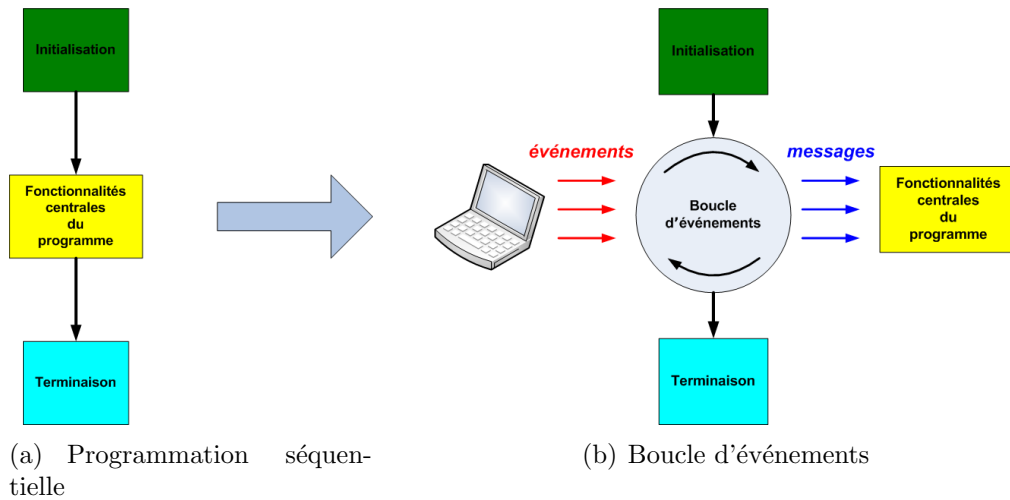 Initialisation
Fonctionnalités
centrales
du
programme
Terminaison
(a) Programmation séquen-
tielle
Initialisation
événements
messages
Boucle
d'événements
Fonctionnalités
centrales
du
programme
Terminaison
(b) Boucle d'événements